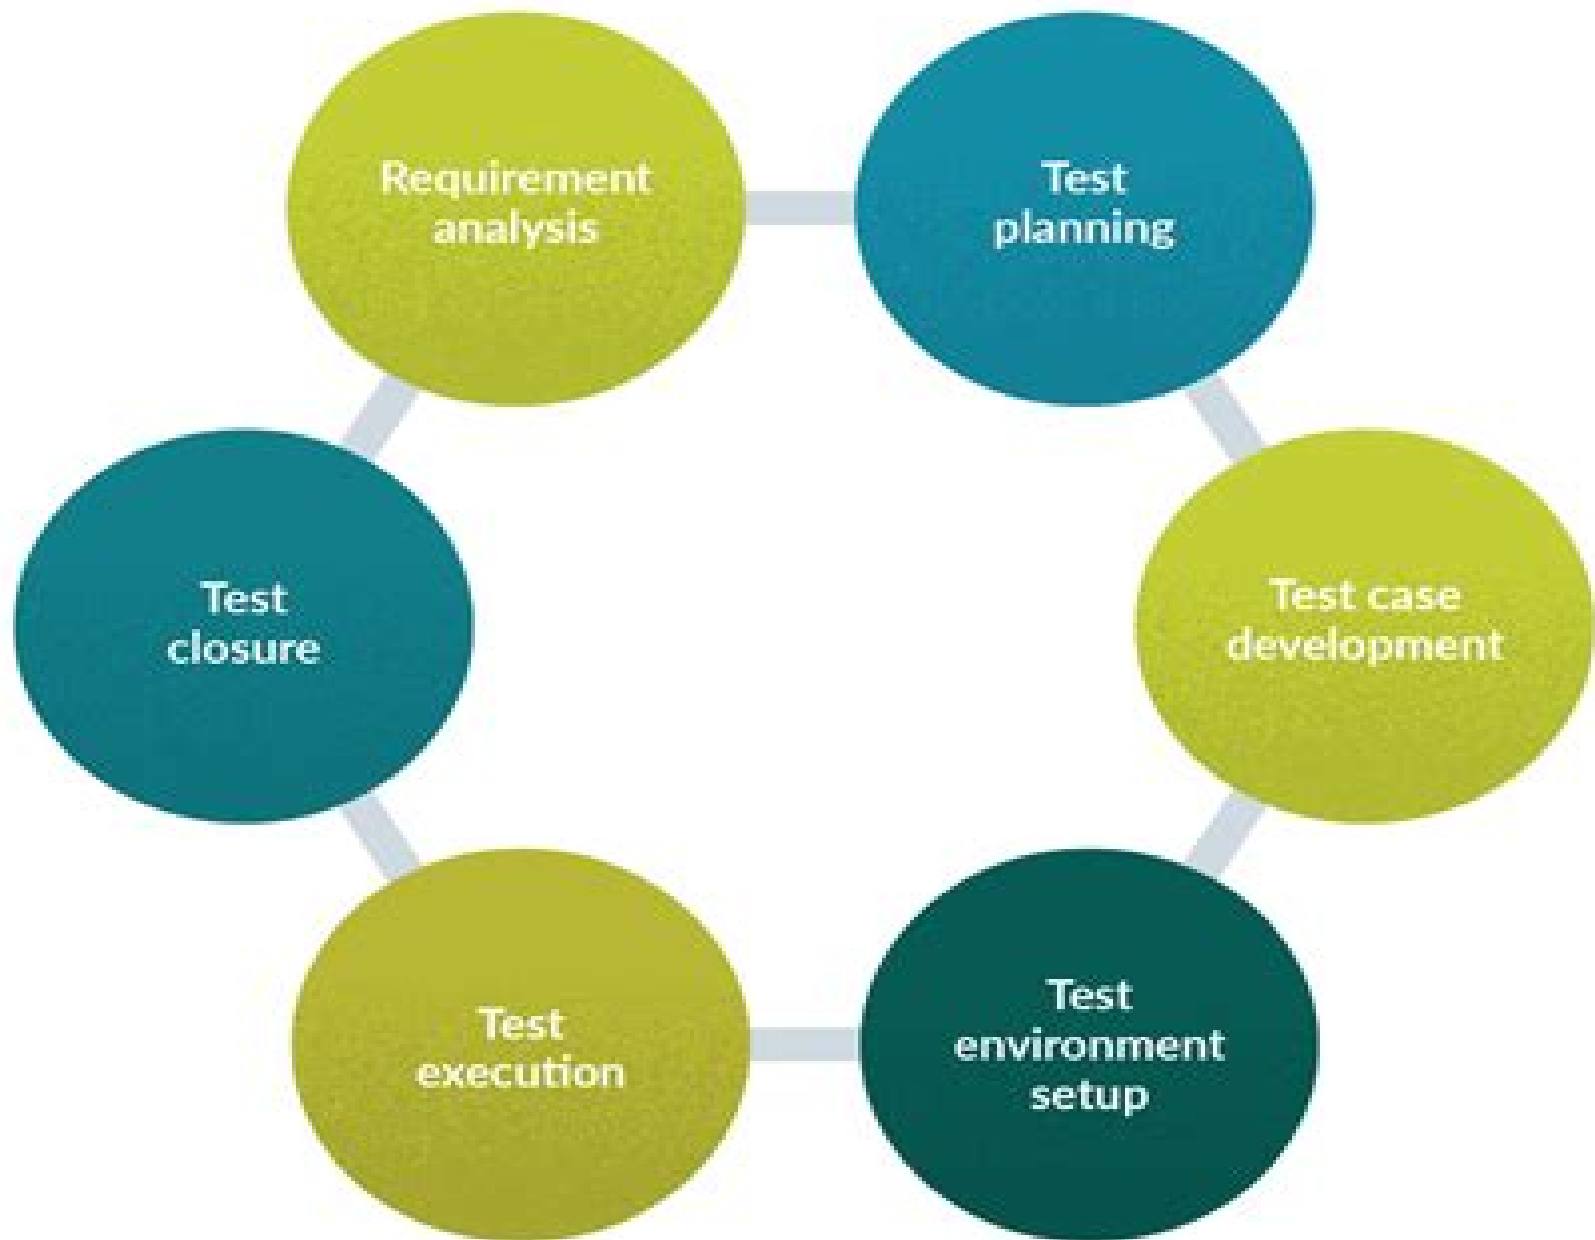 Requirement
analysis
Test
planning
Test case
development
Test
environment
setup
Test
execution
Test
closure